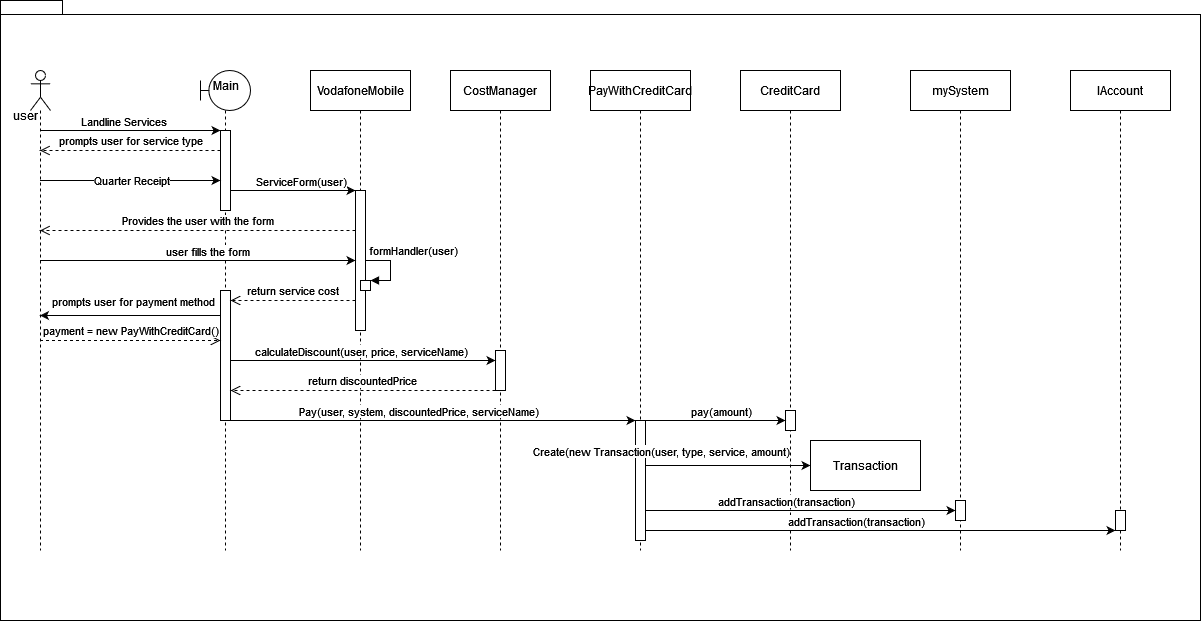 Main
VodafoneMobile
CostManager
PayWithCreditCard
CreditCard
mySystem
IAccount
user
Landline Services
prompts user for service type
Quarter Receipt
ServiceForm(user)
Provides the user with the form
user fills the form
formHandler(user)
return service cost
prompts user for payment method
payment = new PayWithCreditCard()
calculateDiscount(user, price, serviceName)
return discountedPrice
Pay(user, system, discountedPrice, serviceName)
pay(amount)
Create(new Transaction(user, type, service, amount)
Transaction
addTransaction(transaction)
addTransaction(transaction)